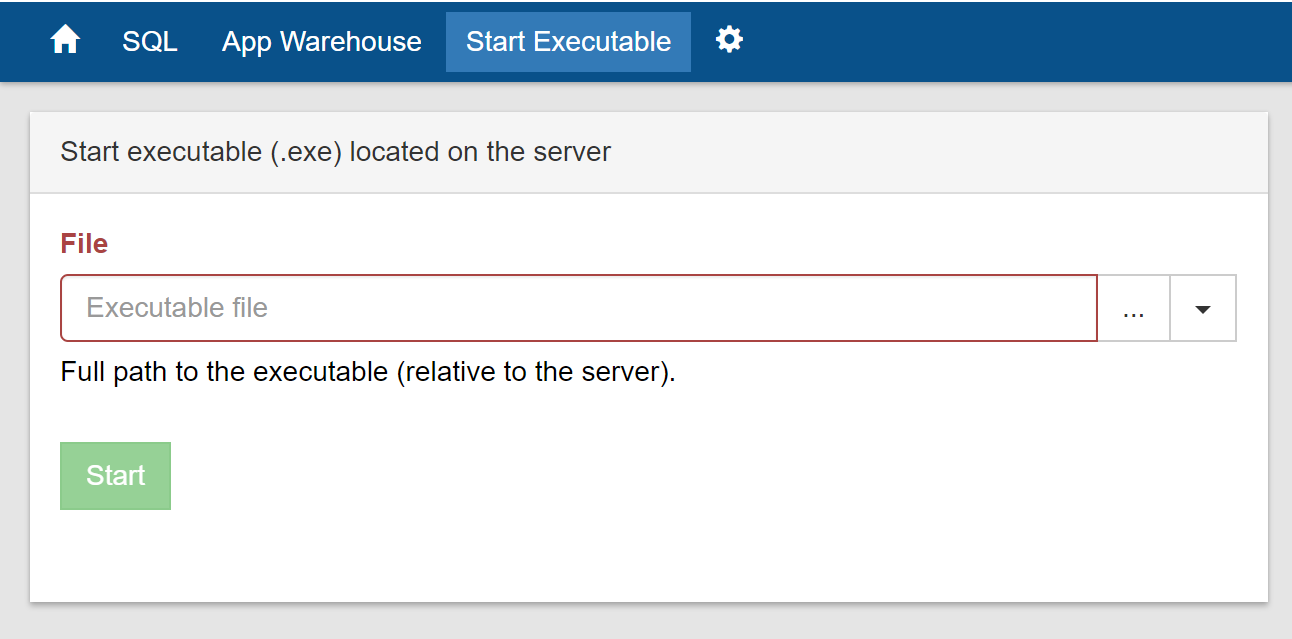 SQL App Warehouse Start Executable
Start executable (.exe) located on the server
File
Executable file ...
Full path to the executable (relative to the server).
Start